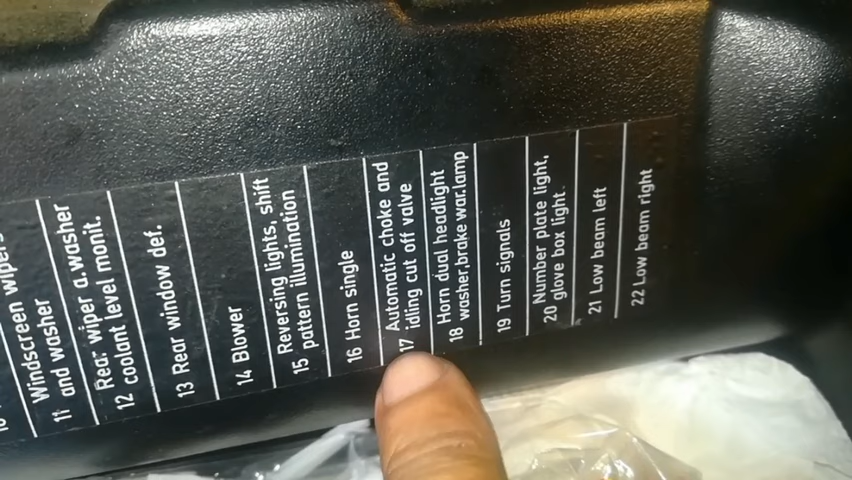 Windscreen wipers
11 and washer
Rear wiper a.washer
12 coolant level monit.
13 Rear window def.
14 Blower
Reversing lights, shift
15 pattern illumination
16 Horn single
Automatic choke and
17 idling cut off valve
Horn dual headlight
18 washer,brake war.lamp
19 Turn signals
Number plate light,
20 glove box light.
21 Low beam left
22 Low beam right